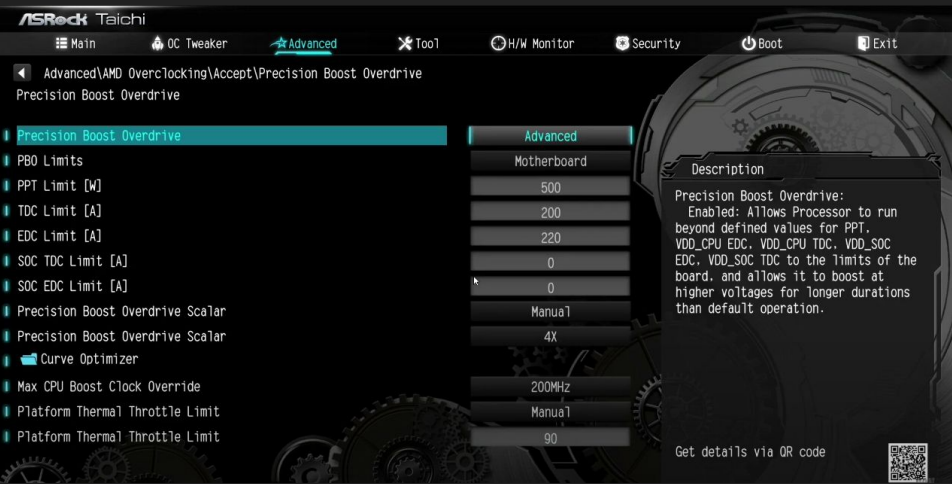 ASRock Taichi
Main OC Tweaker Advanced Tool H/W Monitor Security Boot Exit
Advanced\AMD Overclocking\Accept\Precision Boost Overdrive
Precision Boost Overdrive
Precision Boost Overdrive Advanced
PBO Limits Motherboard
PPT Limit [W] 500
TDC Limit [A] 200
EDC Limit [A] 220
SOC TDC Limit [A] 0
SOC EDC Limit [A] 0
Precision Boost Overdrive Scalar Manual
Precision Boost Overdrive Scalar 4X
Curve Optimizer
Max CPU Boost Clock Override 200MHz
Platform Thermal Throttle Limit Manual
Platform Thermal Throttle Limit 90
Description
Precision Boost Overdrive:
Enabled: Allows Processor to run
beyond defined values for PPT,
VDD_CPU EDC, VDD_CPU TDC, VDD_SOC
EDC, VDD_SOC TDC to the limits of the
board, and allows it to boost at
higher voltages for longer durations
than default operation.
Get details via QR code